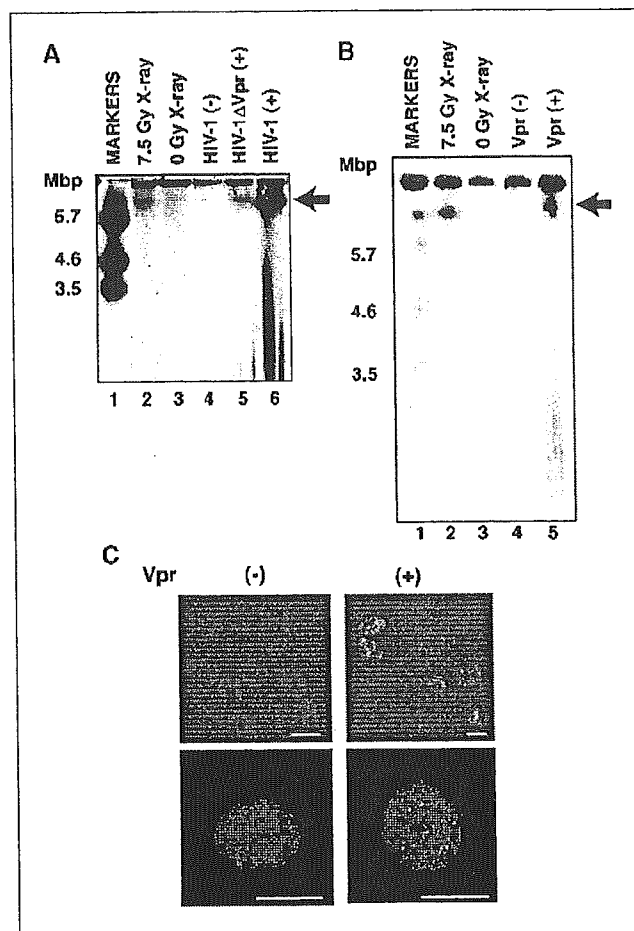 A
MARKERS
7.5 Gy X-ray
0 Gy X-ray
HIV-1 (-)
HIV-1ΔVpr (+)
HIV-1 (+)
Mbp
5.7
4.6
3.5
1 2 3 4 5 6
B
MARKERS
7.5 Gy X-ray
0 Gy X-ray
Vpr (-)
Vpr (+)
Mbp
5.7
4.6
3.5
1 2 3 4 5
C
Vpr (-) (+)